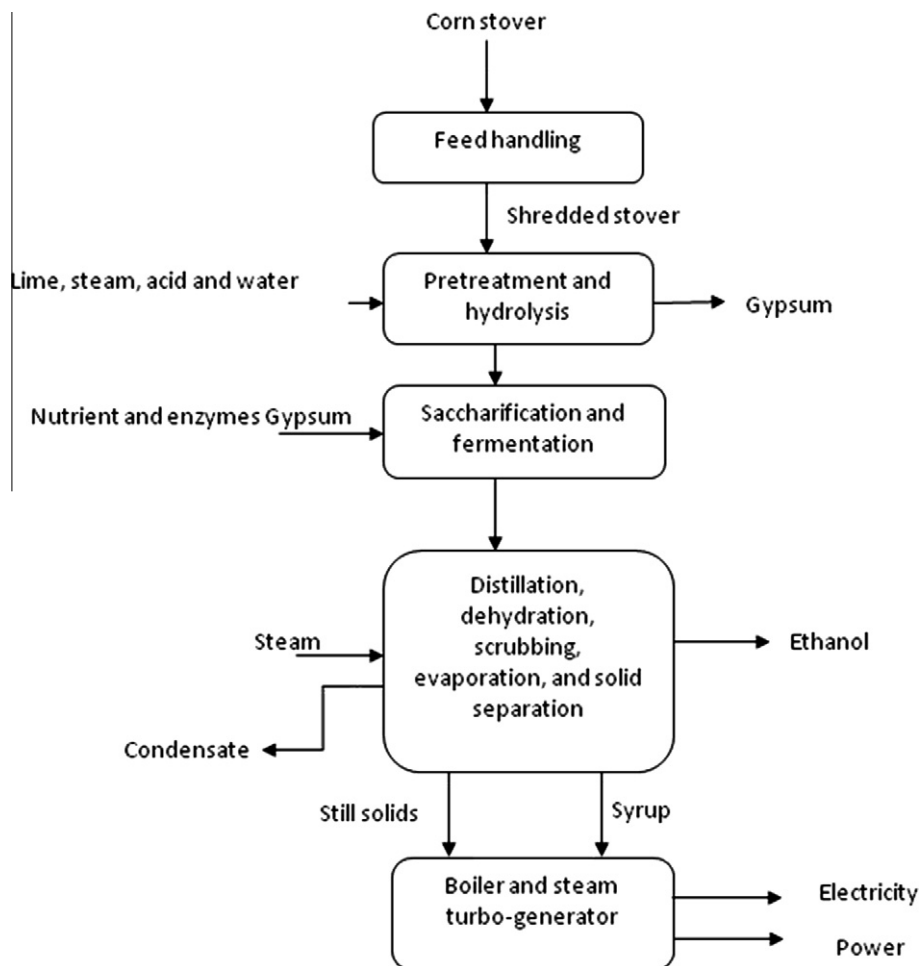 Corn stover
Feed handling
Shredded stover
Lime, steam, acid and water
Pretreatment and
hydrolysis
Gypsum
Nutrient and enzymes Gypsum
Saccharification and
fermentation
Distillation,
dehydration,
scrubbing,
evaporation, and solid
separation
Steam
Ethanol
Condensate
Still solids
Syrup
Boiler and steam
turbo-generator
Electricity
Power